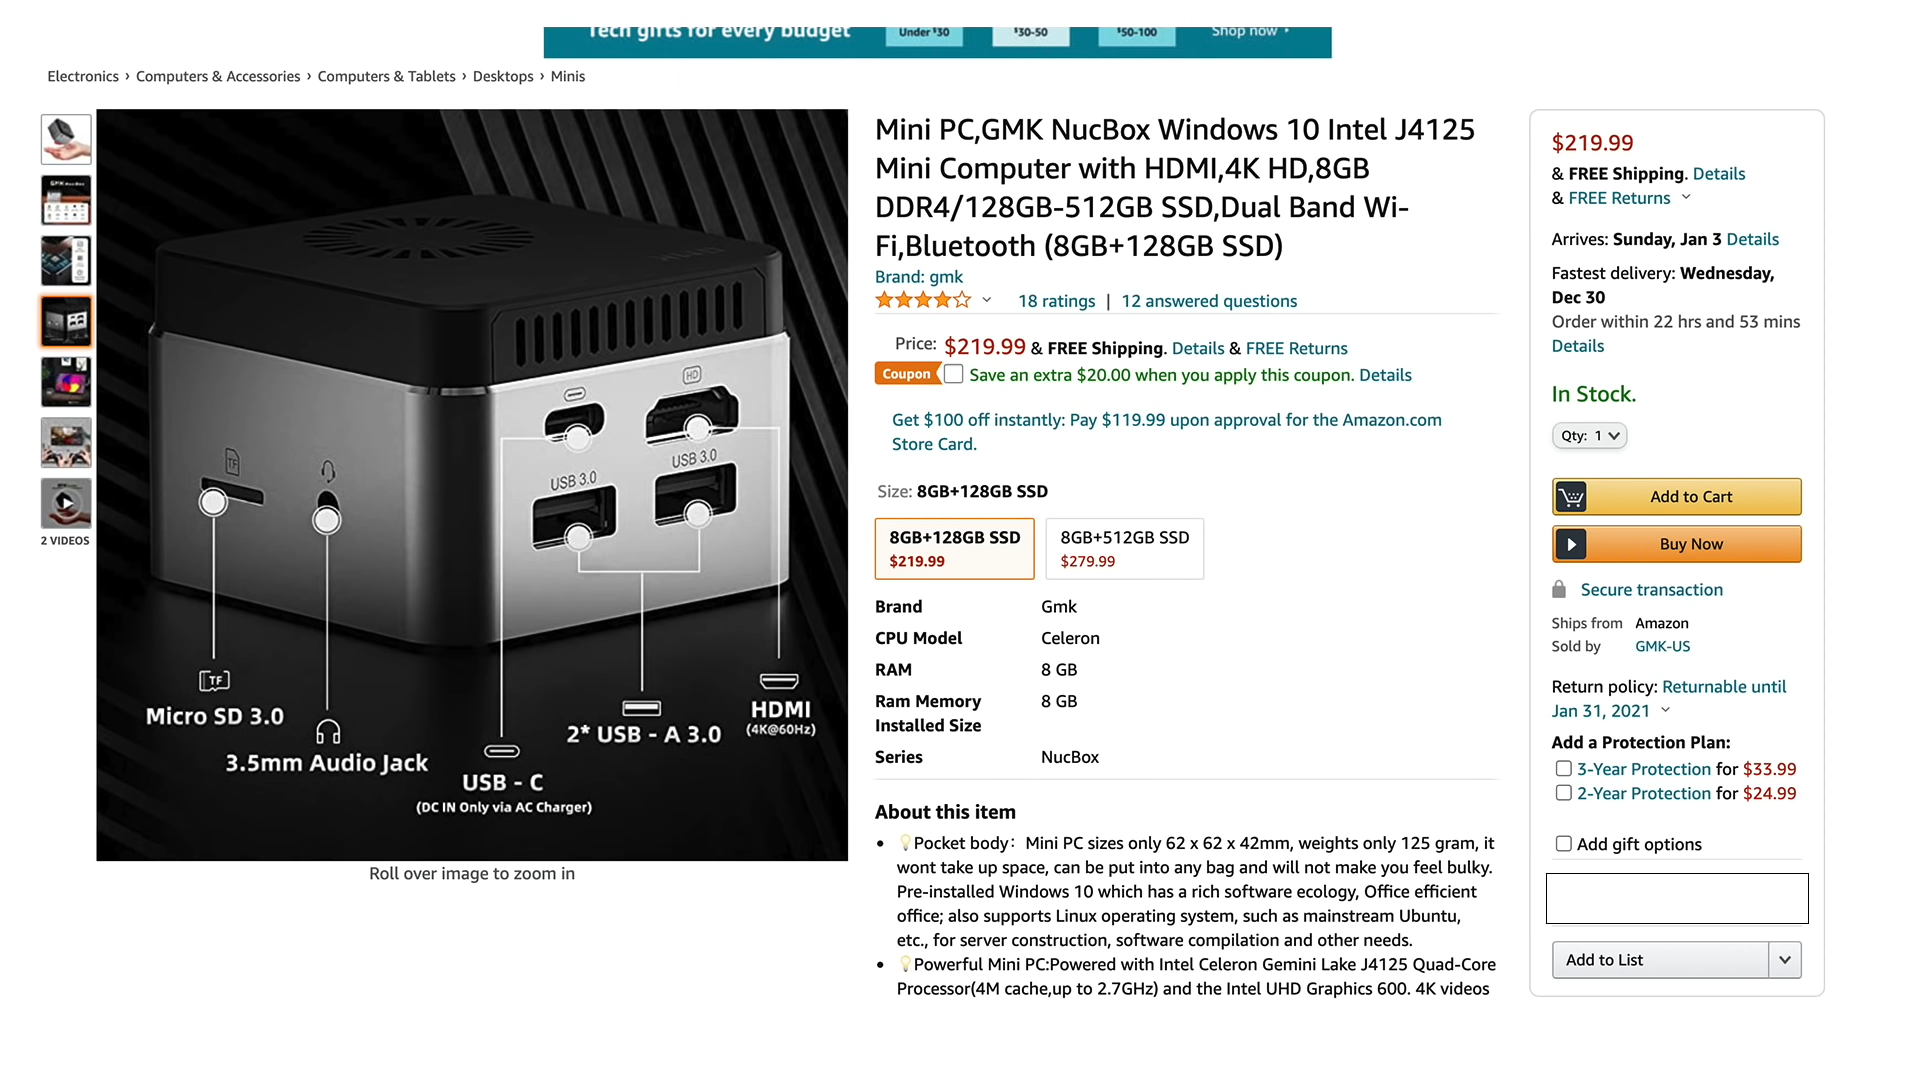 Tech gifts for every budget Under $30 $30-50 $50-100 Shop now
Electronics › Computers & Accessories › Computers & Tablets › Desktops › Minis
TF
HD
USB 3.0
USB 3.0
TF
Micro SD 3.0
3.5mm Audio Jack
USB - C
(DC IN Only via AC Charger)
2* USB - A 3.0
HDMI
(4K@60Hz)
2 VIDEOS
Roll over image to zoom in
Mini PC,GMK NucBox Windows 10 Intel J4125
Mini Computer with HDMI,4K HD,8GB
DDR4/128GB-512GB SSD,Dual Band Wi-
Fi,Bluetooth (8GB+128GB SSD)
Brand: gmk
18 ratings | 12 answered questions
Price: $219.99 & FREE Shipping. Details & FREE Returns
Coupon Save an extra $20.00 when you apply this coupon. Details
Get $100 off instantly: Pay $119.99 upon approval for the Amazon.com
Store Card.
Size: 8GB+128GB SSD
8GB+128GB SSD
$219.99
8GB+512GB SSD
$279.99
Brand Gmk
CPU Model Celeron
RAM 8 GB
Ram Memory 8 GB
Installed Size
Series NucBox
About this item
• 💡Pocket body：Mini PC sizes only 62 x 62 x 42mm, weights only 125 gram, it
wont take up space, can be put into any bag and will not make you feel bulky.
Pre-installed Windows 10 which has a rich software ecology, Office efficient
office; also supports Linux operating system, such as mainstream Ubuntu,
etc., for server construction, software compilation and other needs.
• 💡Powerful Mini PC:Powered with Intel Celeron Gemini Lake J4125 Quad-Core
Processor(4M cache,up to 2.7GHz) and the Intel UHD Graphics 600. 4K videos
$219.99
& FREE Shipping. Details
& FREE Returns
Arrives: Sunday, Jan 3 Details
Fastest delivery: Wednesday,
Dec 30
Order within 22 hrs and 53 mins
Details
In Stock.
Qty: 1
Add to Cart
Buy Now
Secure transaction
Ships from Amazon
Sold by GMK-US
Return policy: Returnable until
Jan 31, 2021
Add a Protection Plan:
3-Year Protection for $33.99
2-Year Protection for $24.99
Add gift options
Add to List